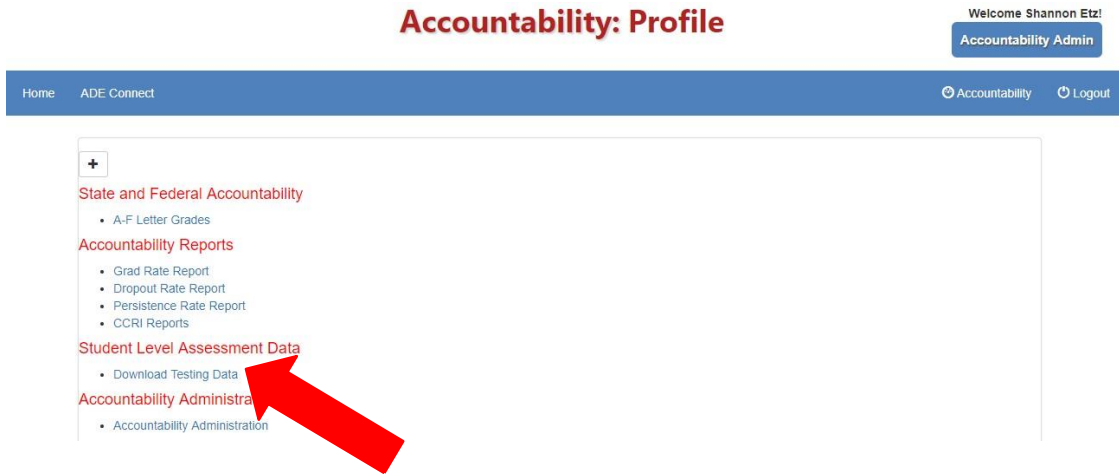 Accountability: Profile
Welcome Shannon Etz!
Accountability Admin
Home ADE Connect Accountability Logout
+
State and Federal Accountability
• A-F Letter Grades
Accountability Reports
• Grad Rate Report
• Dropout Rate Report
• Persistence Rate Report
• CCRI Reports
Student Level Assessment Data
• Download Testing Data
Accountability Administra
• Accountability Administration